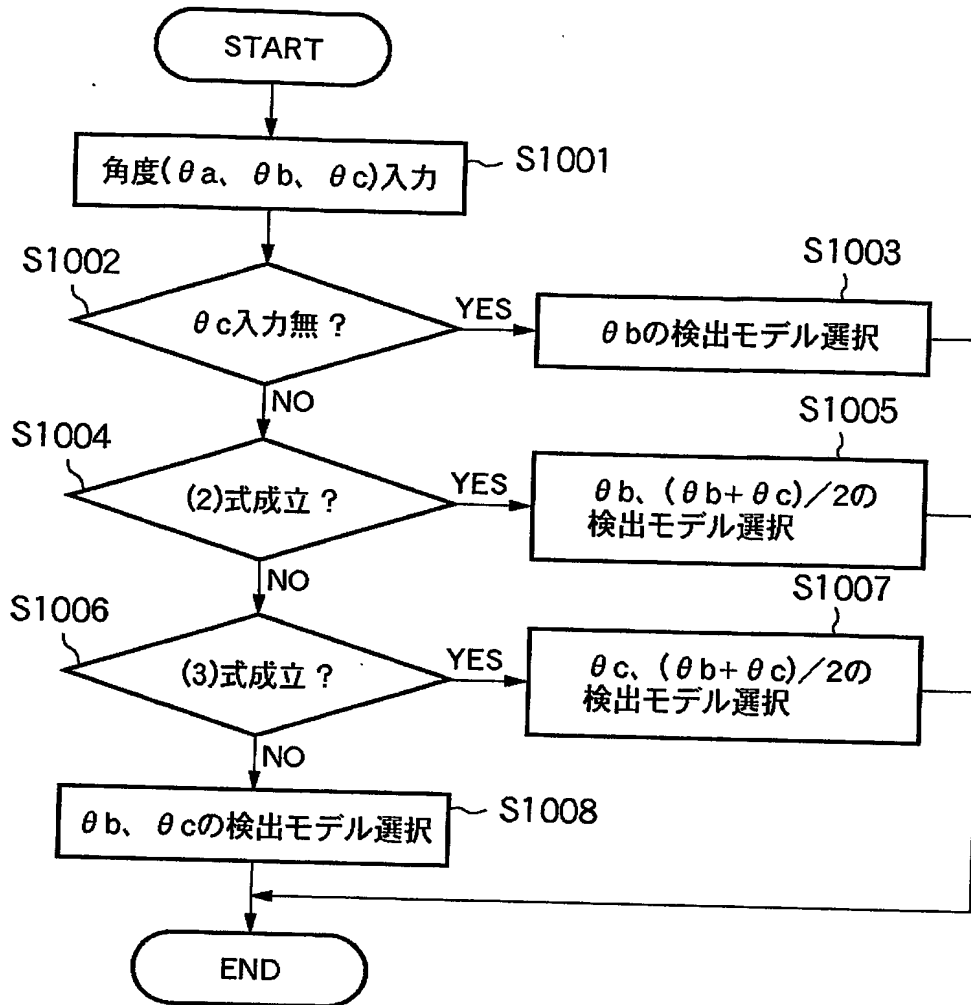 START
角度(θa、θb、θc)入力
S1001
S1002
θc入力無？
YES
S1003
θbの検出モデル選択
NO
S1004
(2)式成立？
YES
S1005
θb、(θb+θc)/2の
検出モデル選択
NO
S1006
(3)式成立？
YES
S1007
θc、(θb+θc)/2の
検出モデル選択
NO
θb、θcの検出モデル選択
S1008
END